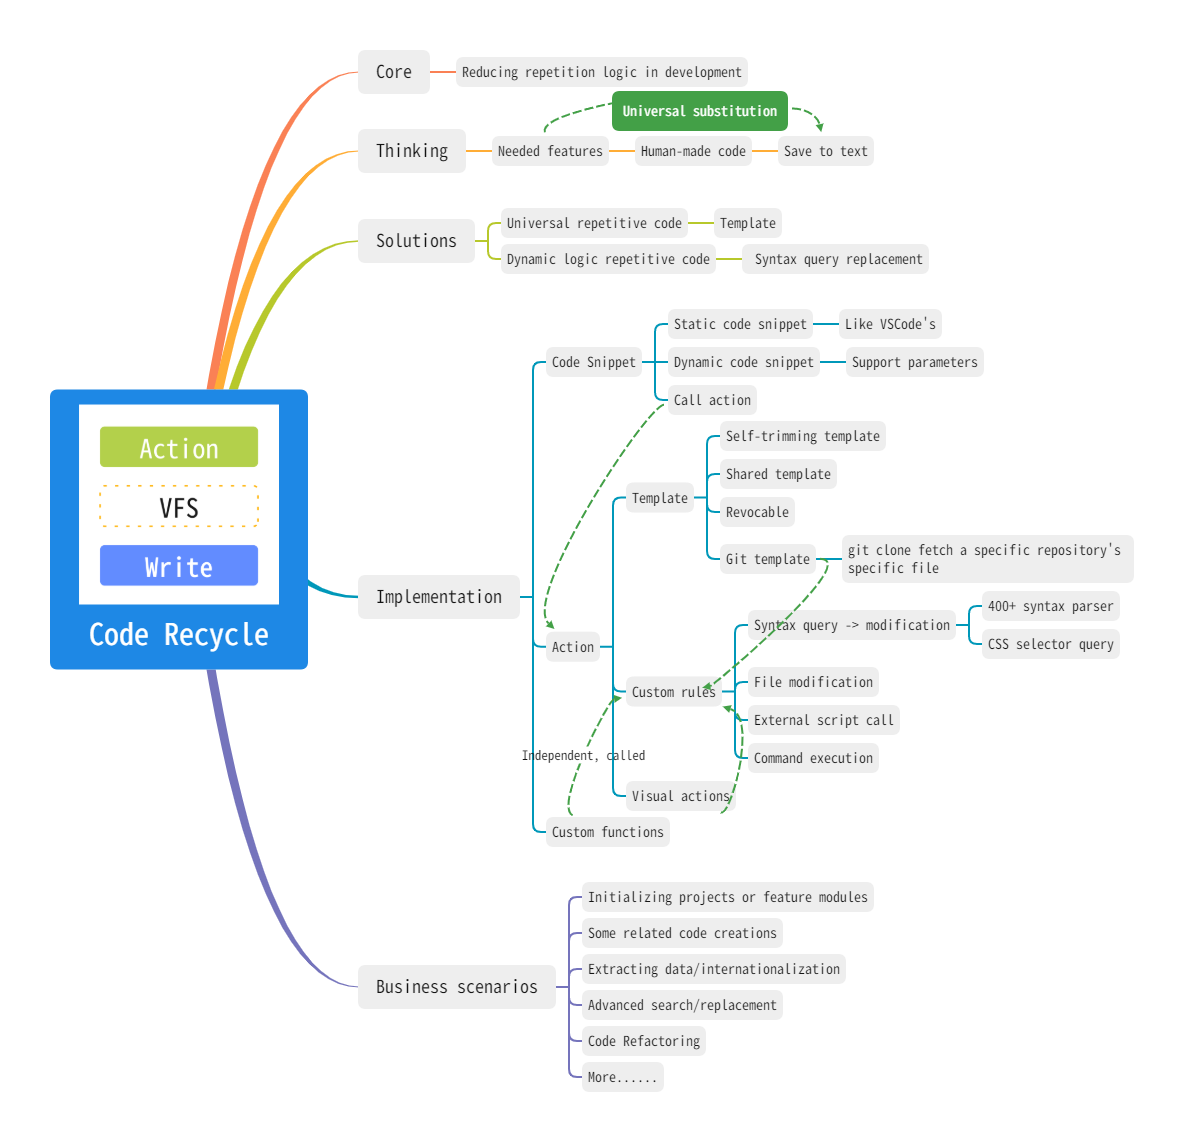 Action
VFS
Write
Code Recycle
Core
Reducing repetition logic in development
Universal substitution
Thinking
Needed features
Human-made code
Save to text
Solutions
Universal repetitive code
Template
Dynamic logic repetitive code
Syntax query replacement
Implementation
Code Snippet
Static code snippet
Like VSCode's
Dynamic code snippet
Support parameters
Call action
Action
Template
Self-trimming template
Shared template
Revocable
Git template
git clone fetch a specific repository's
specific file
Custom rules
Syntax query -> modification
400+ syntax parser
CSS selector query
File modification
External script call
Command execution
Independent, called
Visual actions
Custom functions
Business scenarios
Initializing projects or feature modules
Some related code creations
Extracting data/internationalization
Advanced search/replacement
Code Refactoring
More......